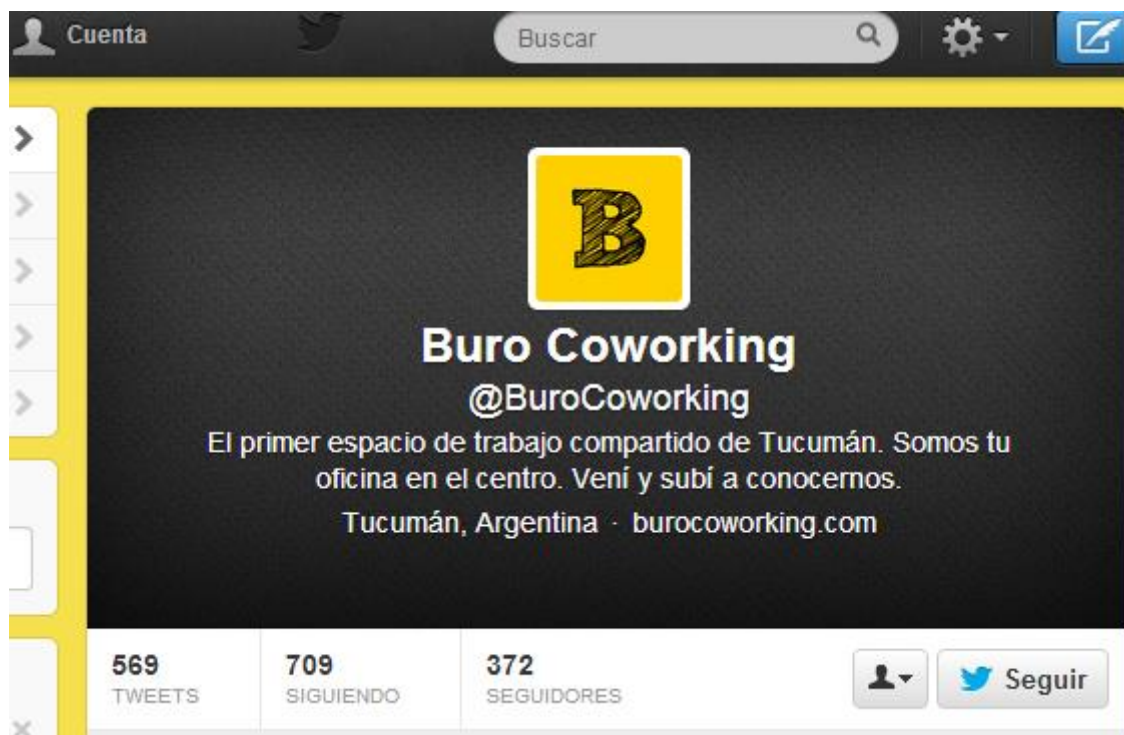 Cuenta
Buscar
B
Buro Coworking
@BuroCoworking
El primer espacio de trabajo compartido de Tucumán. Somos tu
oficina en el centro. Vení y subí a conocernos.
Tucumán, Argentina · burocoworking.com
569 709 372
TWEETS SIGUIENDO SEGUIDORES
Seguir